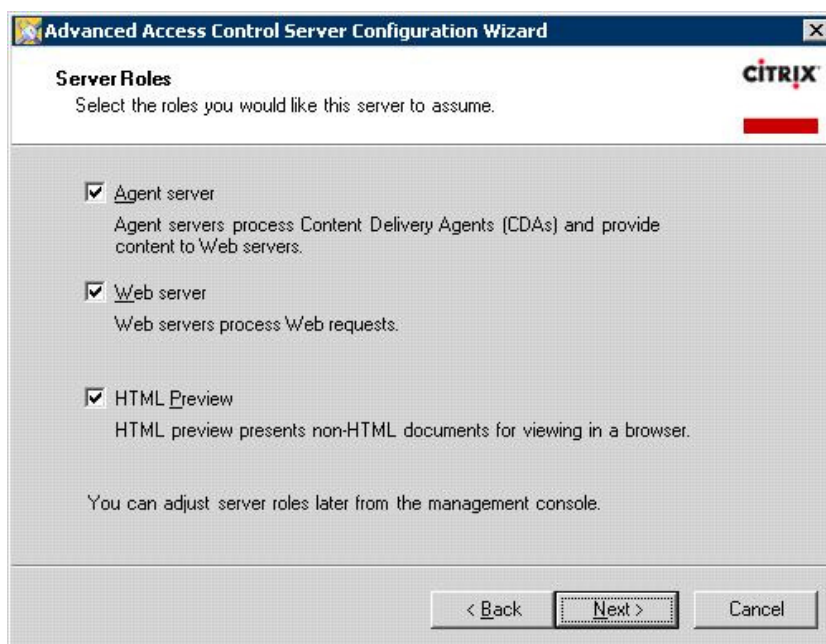 Advanced Access Control Server Configuration Wizard
Server Roles
CITRIX
Select the roles you would like this server to assume.
Agent server
Agent servers process Content Delivery Agents (CDAs) and provide
content to Web servers.
Web server
Web servers process Web requests.
HTML Preview
HTML preview presents non-HTML documents for viewing in a browser.
You can adjust server roles later from the management console.
< Back
Next >
Cancel